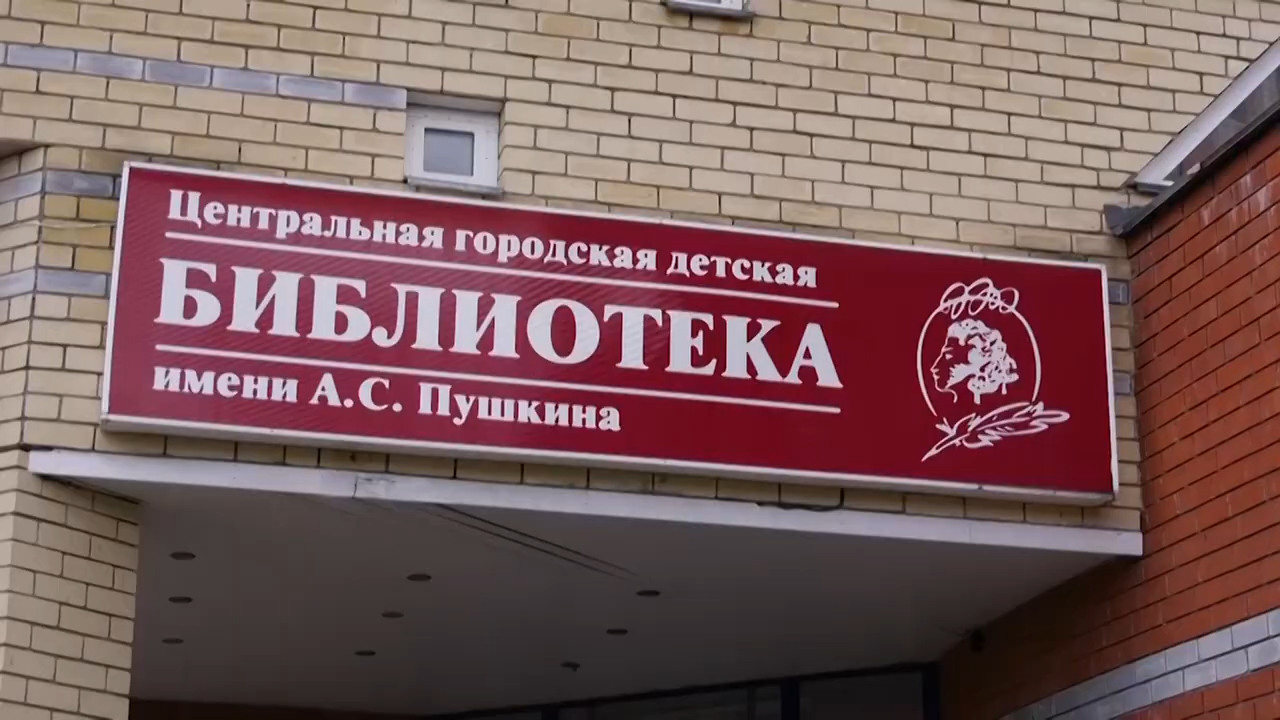 Центральная городская детская
БИБЛИОТЕКА
имени А.С. Пушкина